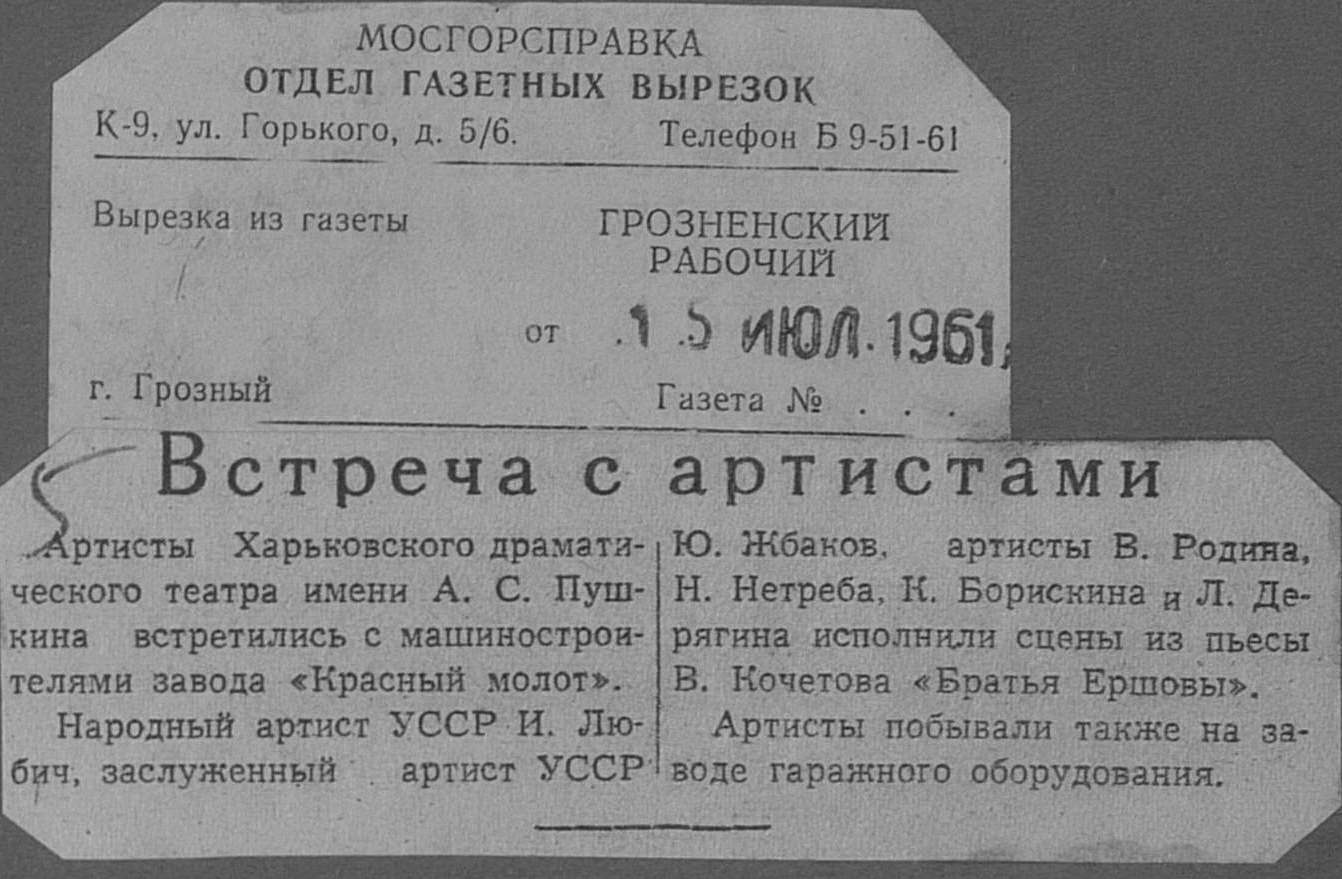 МОСГОРСПРАВКА
ОТДЕЛ ГАЗЕТНЫХ ВЫРЕЗОК
К-9, ул. Горького, д. 5/6. Телефон Б 9-51-61
Вырезка из газеты
ГРОЗНЕНСКИЙ
РАБОЧИЙ
от .1 .5 ИЮЛ. 1961
г. Грозный
Газета № . . .
Встреча с артистами
Артисты Харьковского драмати-
ческого театра имени А. С. Пуш-
кина встретились с машинострои-
телями завода «Красный молот».
Народный артист УССР И. Лю-
бич, заслуженный артист УССР
Ю. Жбаков, артисты В. Родина,
Н. Нетреба, К. Борискина и Л. Де-
рягина исполнили сцены из пьесы
В. Кочетова «Братья Ершовы».
Артисты побывали также на за-
воде гаражного оборудования.